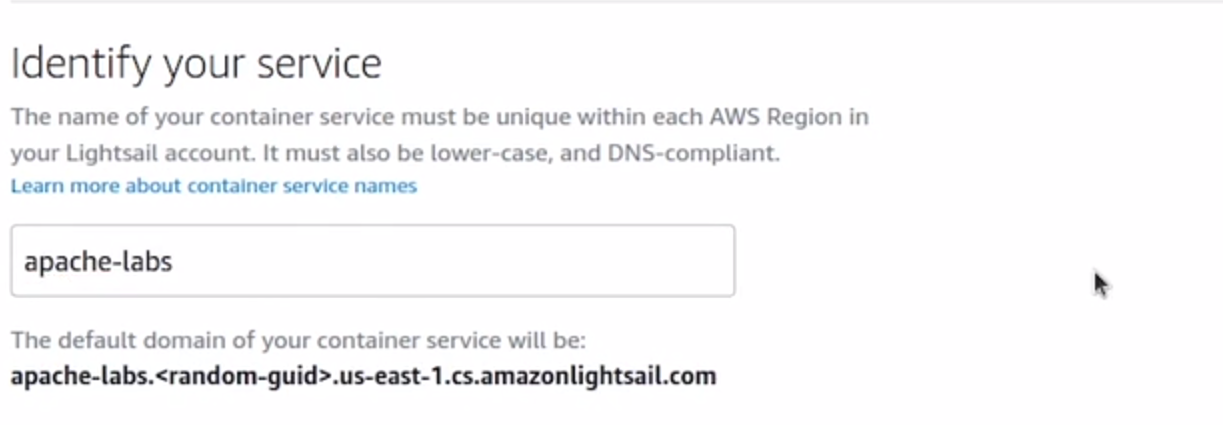 Identify your service
The name of your container service must be unique within each AWS Region in
your Lightsail account. It must also be lower-case, and DNS-compliant.
Learn more about container service names
apache-labs
The default domain of your container service will be:
apache-labs.<random-guid>.us-east-1.cs.amazonlightsail.com